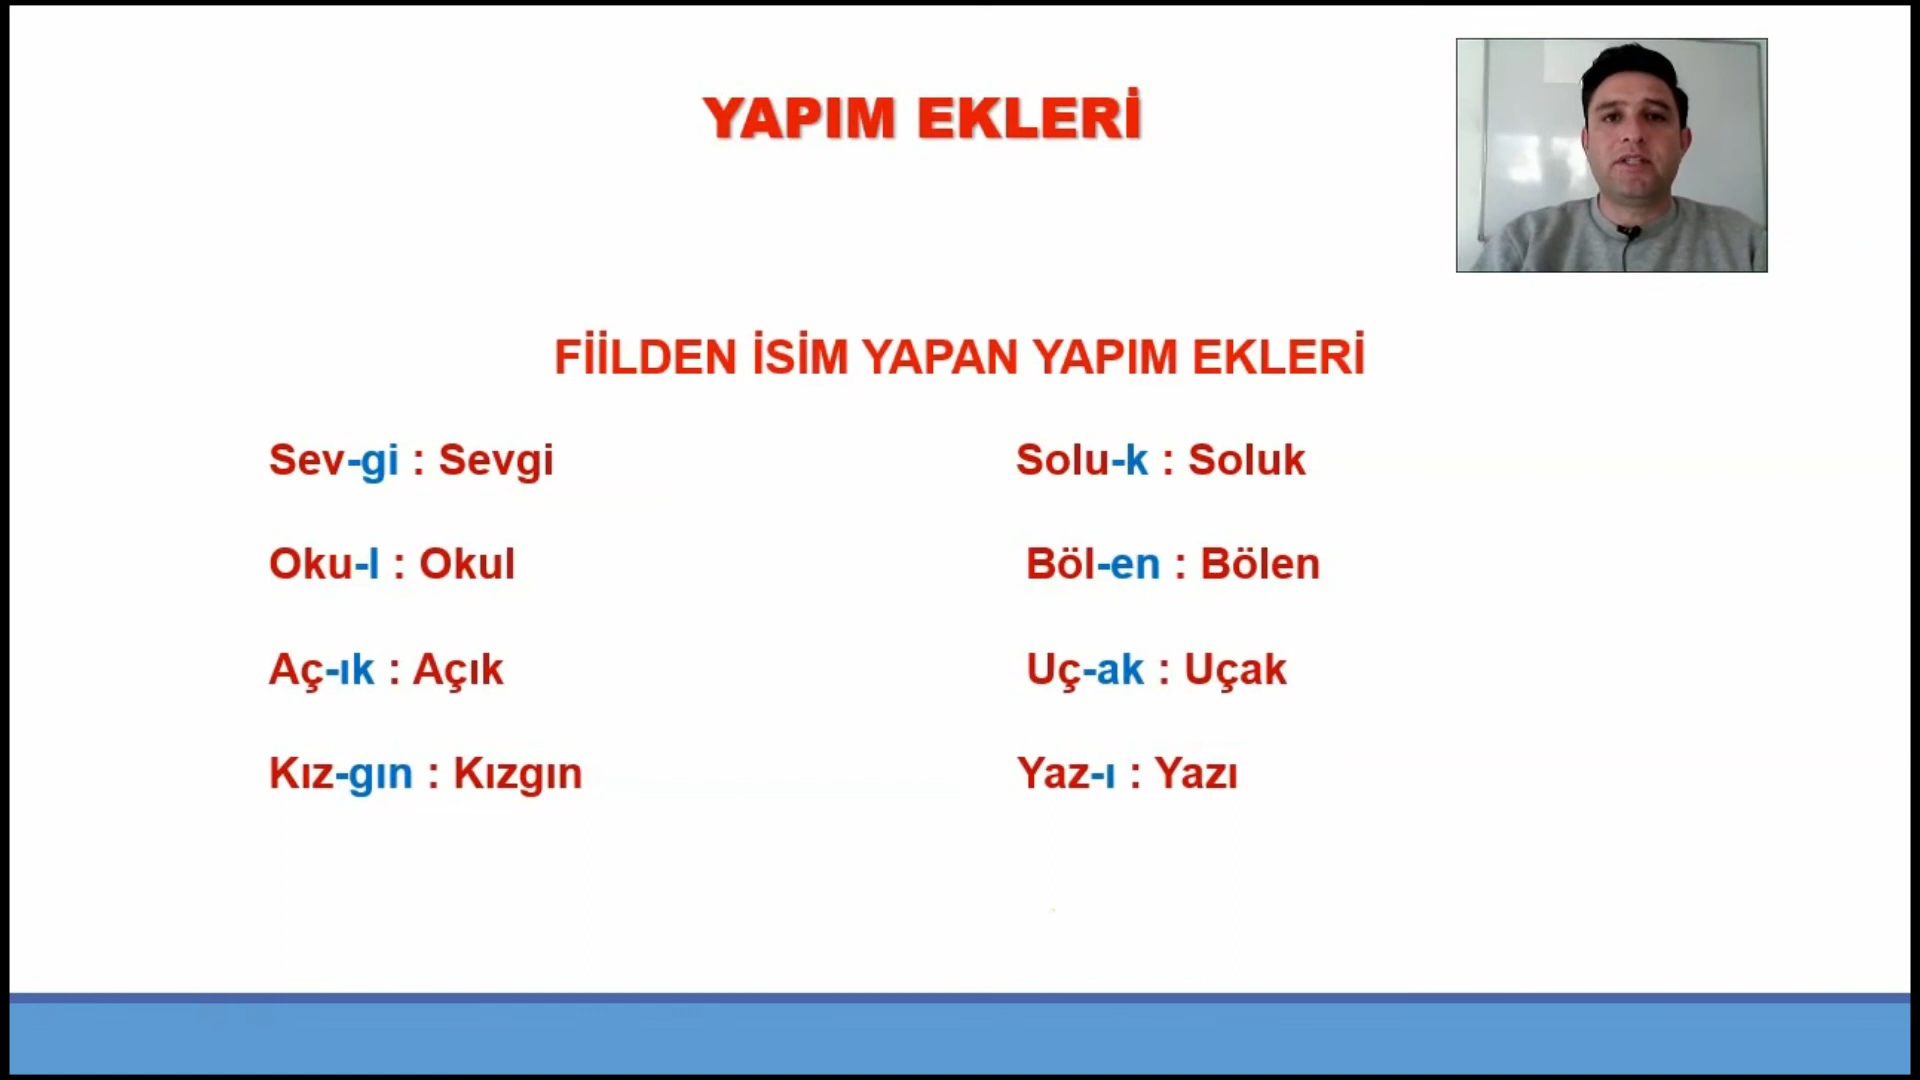 YAPIM EKLERİ
FİİLDEN İSİM YAPAN YAPIM EKLERİ
Sev-gi : Sevgi
Oku-l : Okul
Aç-ık : Açık
Kız-gın : Kızgın
Solu-k : Soluk
Böl-en : Bölen
Uç-ak : Uçak
Yaz-ı : Yazı